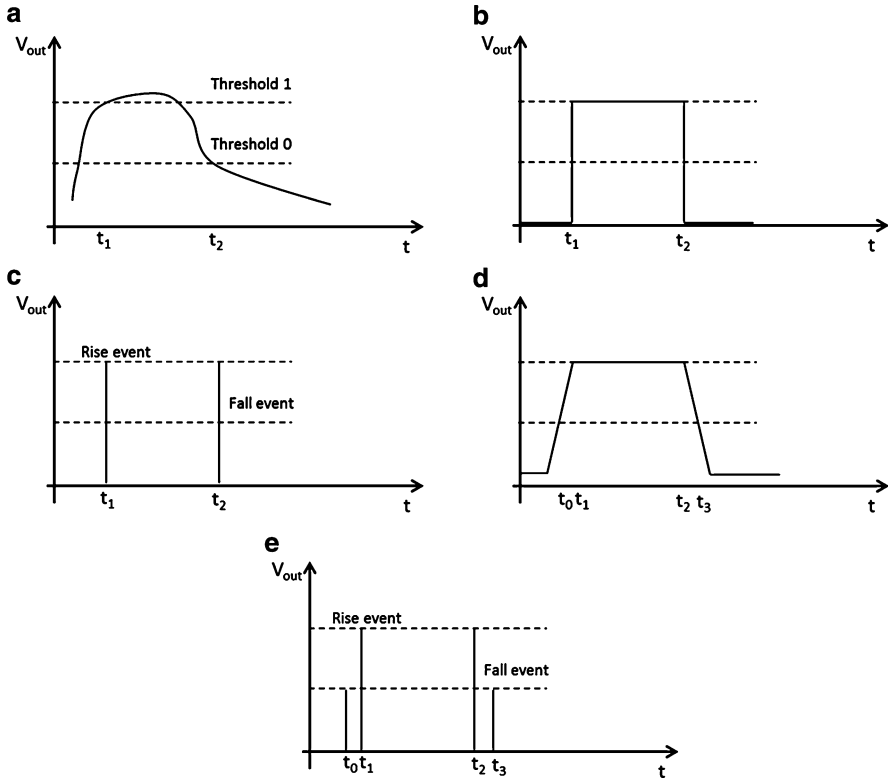 a
Vout
Threshold 1
Threshold 0
t1
t2
t
b
Vout
t1
t2
t
c
Vout
Rise event
Fall event
t1
t2
t
d
Vout
t0 t1
t2 t3
t
e
Vout
Rise event
Fall event
t0 t1
t2 t3
t